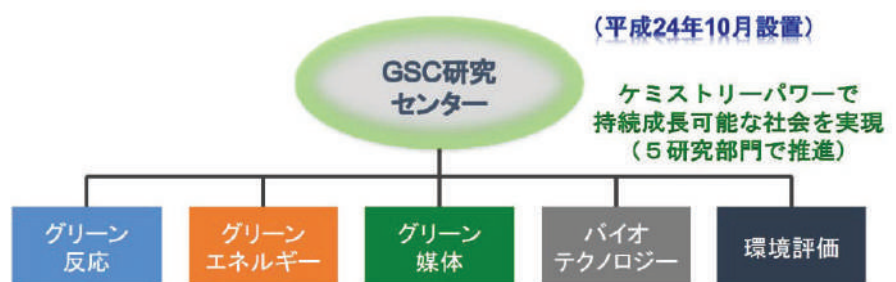 (平成24年10月設置)
GSC研究
センター
ケミストリーパワーで
持続成長可能な社会を実現
(5研究部門で推進)
グリーン
反応
グリーン
エネルギー
グリーン
媒体
バイオ
テクノロジー
環境評価